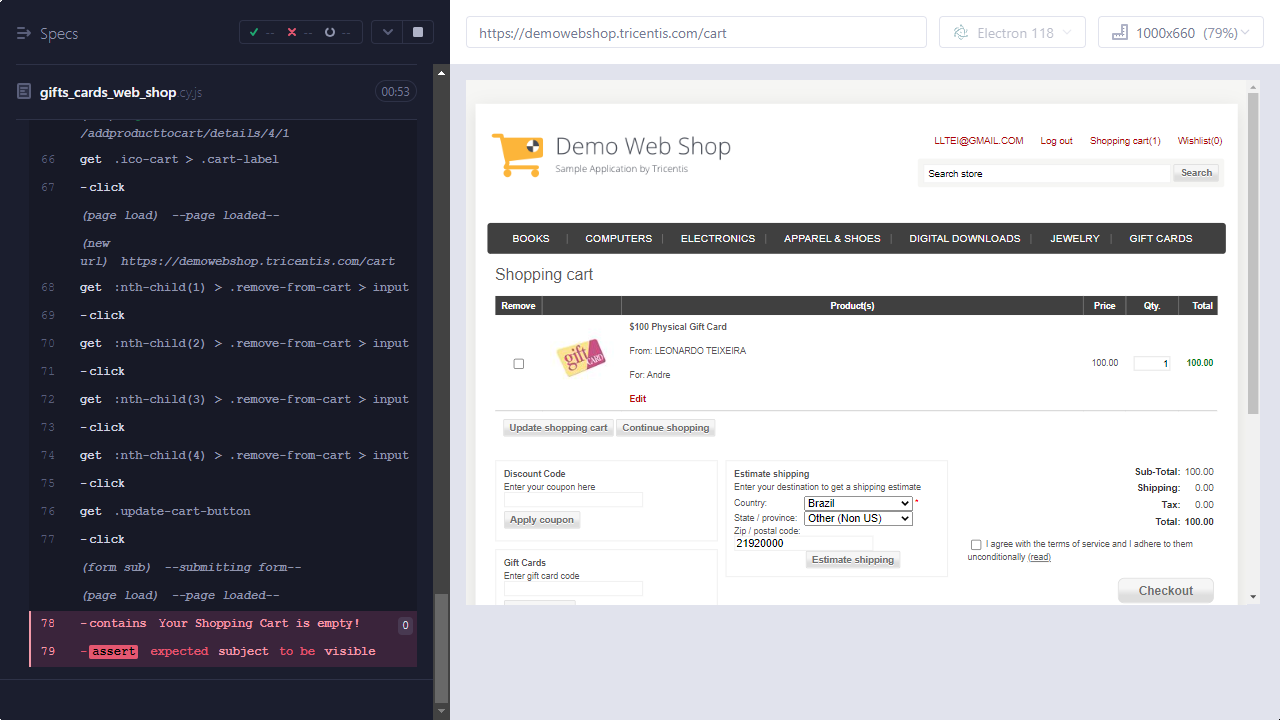 Specs
--
--
--
gifts_cards_web_shop.cy.js
00:53
/addproducttocart/details/4/1
66 get .ico-cart > .cart-label
67 -click
(page load) --page loaded--
(new
url) https://demowebshop.tricentis.com/cart
68 get :nth-child(1) > .remove-from-cart > input
69 -click
70 get :nth-child(2) > .remove-from-cart > input
71 -click
72 get :nth-child(3) > .remove-from-cart > input
73 -click
74 get :nth-child(4) > .remove-from-cart > input
75 -click
76 get .update-cart-button
77 -click
(form sub) --submitting form--
(page load) --page loaded--
78 -contains Your Shopping Cart is empty! 0
79 -assert expected subject to be visible
https://demowebshop.tricentis.com/cart
Electron 118
1000x660 (79%)
Demo Web Shop
Sample Application by Tricentis
LLTEI@GMAIL.COM Log out Shopping cart(1) Wishlist(0)
Search store Search
BOOKS | COMPUTERS | ELECTRONICS | APPAREL & SHOES | DIGITAL DOWNLOADS | JEWELRY | GIFT CARDS
Shopping cart
Remove Product(s) Price Qty. Total
gift CARD
$100 Physical Gift Card
From: LEONARDO TEIXEIRA
For: Andre
Edit
100.00 1 100.00
Update shopping cart Continue shopping
Discount Code
Enter your coupon here
Apply coupon
Gift Cards
Enter gift card code
Estimate shipping
Enter your destination to get a shipping estimate
Country: Brazil *
State / province: Other (Non US)
Zip / postal code:
21920000
Estimate shipping
Sub-Total: 100.00
Shipping: 0.00
Tax: 0.00
Total: 100.00
I agree with the terms of service and I adhere to them
unconditionally (read)
Checkout